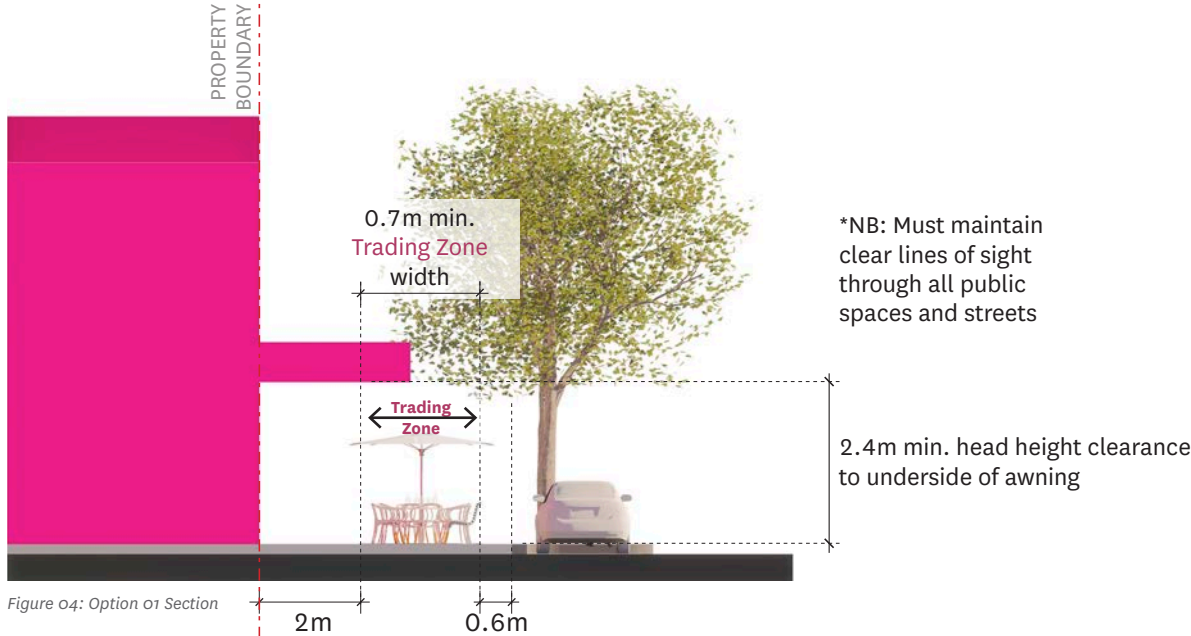 PROPERTY
BOUNDARY
0.7m min.
Trading Zone
width
*NB: Must maintain
clear lines of sight
through all public
spaces and streets
Trading
Zone
2.4m min. head height clearance
to underside of awning
Figure 04: Option 01 Section
2m
0.6m